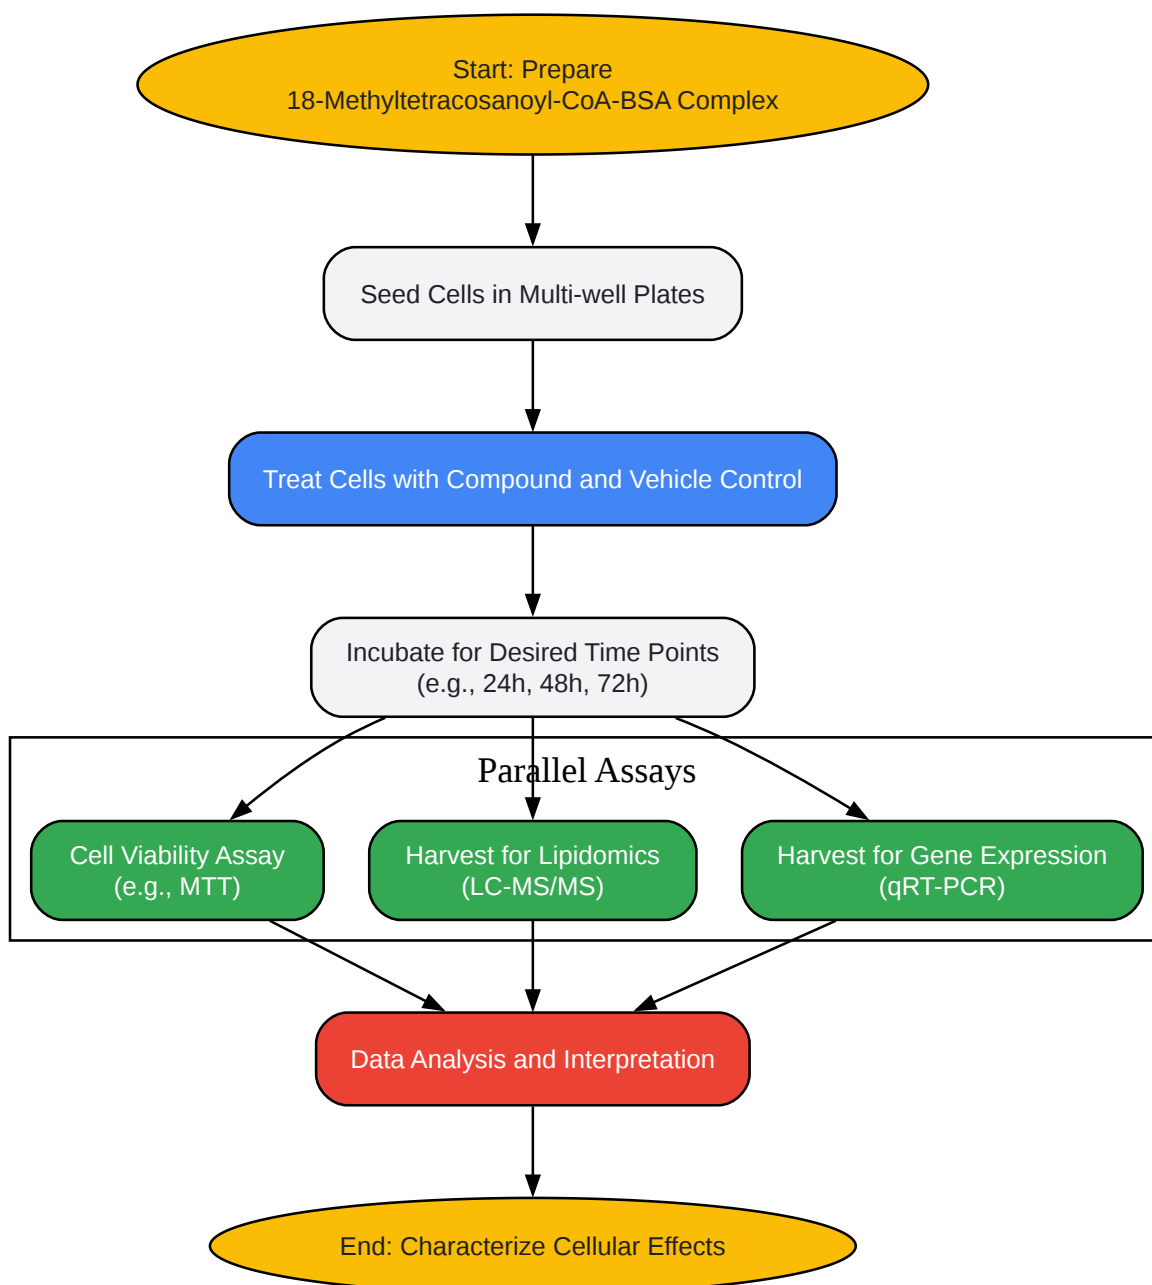 Start: Prepare
18-Methyltetracosanoyl-CoA-BSA Complex
Seed Cells in Multi-well Plates
Treat Cells with Compound and Vehicle Control
Incubate for Desired Time Points
(e.g., 24h, 48h, 72h)
Parallel Assays
Cell Viability Assay
(e.g., MTT)
Harvest for Lipidomics
(LC-MS/MS)
Harvest for Gene Expression
(qRT-PCR)
Data Analysis and Interpretation
End: Characterize Cellular Effects